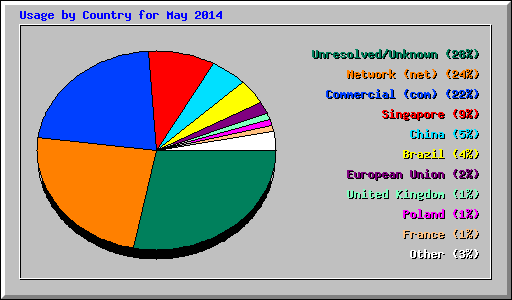 Usage by Country for May 2014
Unresolved/Unknown (28%)
Network (net) (24%)
Commercial (com) (22%)
Singapore (9%)
China (5%)
Brazil (4%)
European Union (2%)
United Kingdom (1%)
Poland (1%)
France (1%)
Other (3%)